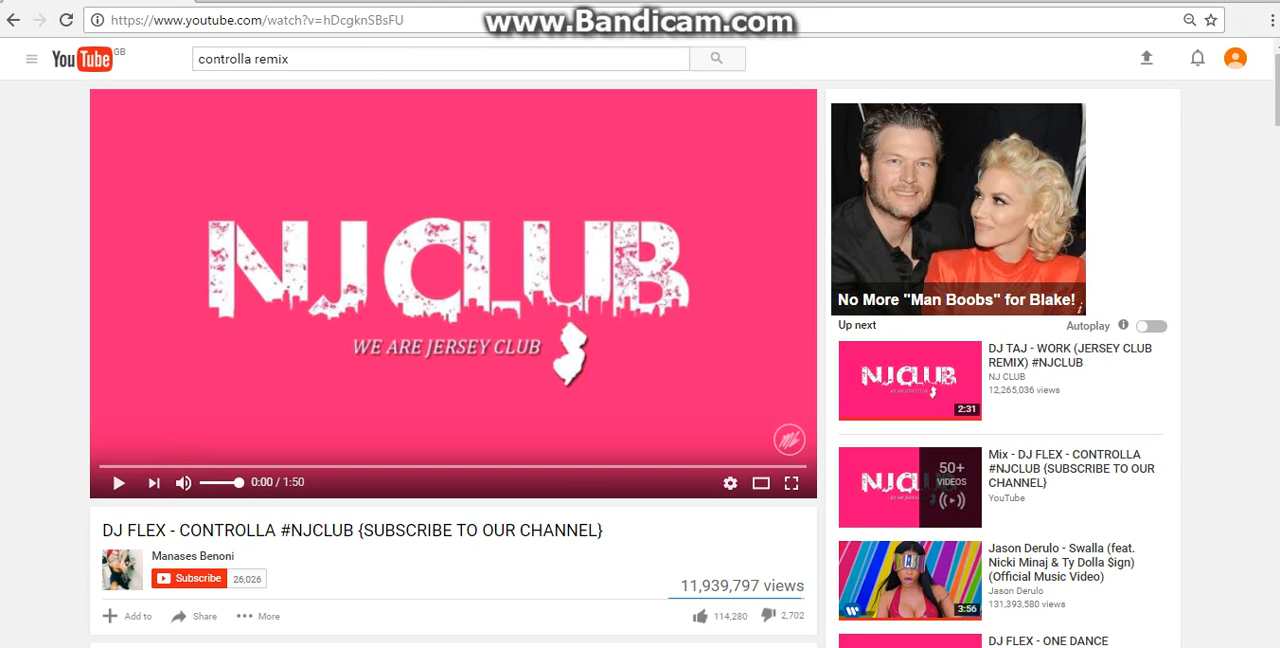 https://www.youtube.com/watch?v=hDcgknSBsFU
www.Bandicam.com
YouTube GB
controlla remix
NJCLUB
WE ARE JERSEY CLUB
0:00 / 1:50
DJ FLEX - CONTROLLA #NJCLUB {SUBSCRIBE TO OUR CHANNEL}
Manases Benoni
Subscribe 26,026
11,939,797 views
Add to Share More
114,280 2,702
No More "Man Boobs" for Blake!
Up next Autoplay
NJCLUB
WE ARE JERSEY CLUB
2:31
DJ TAJ - WORK (JERSEY CLUB
REMIX) #NJCLUB
NJ CLUB
12,265,036 views
50+
VIDEOS
Mix - DJ FLEX - CONTROLLA
#NJCLUB {SUBSCRIBE TO OUR
CHANNEL}
YouTube
3:56
Jason Derulo - Swalla (feat.
Nicki Minaj & Ty Dolla $ign)
(Official Music Video)
Jason Derulo
131,393,580 views
DJ FLEX - ONE DANCE